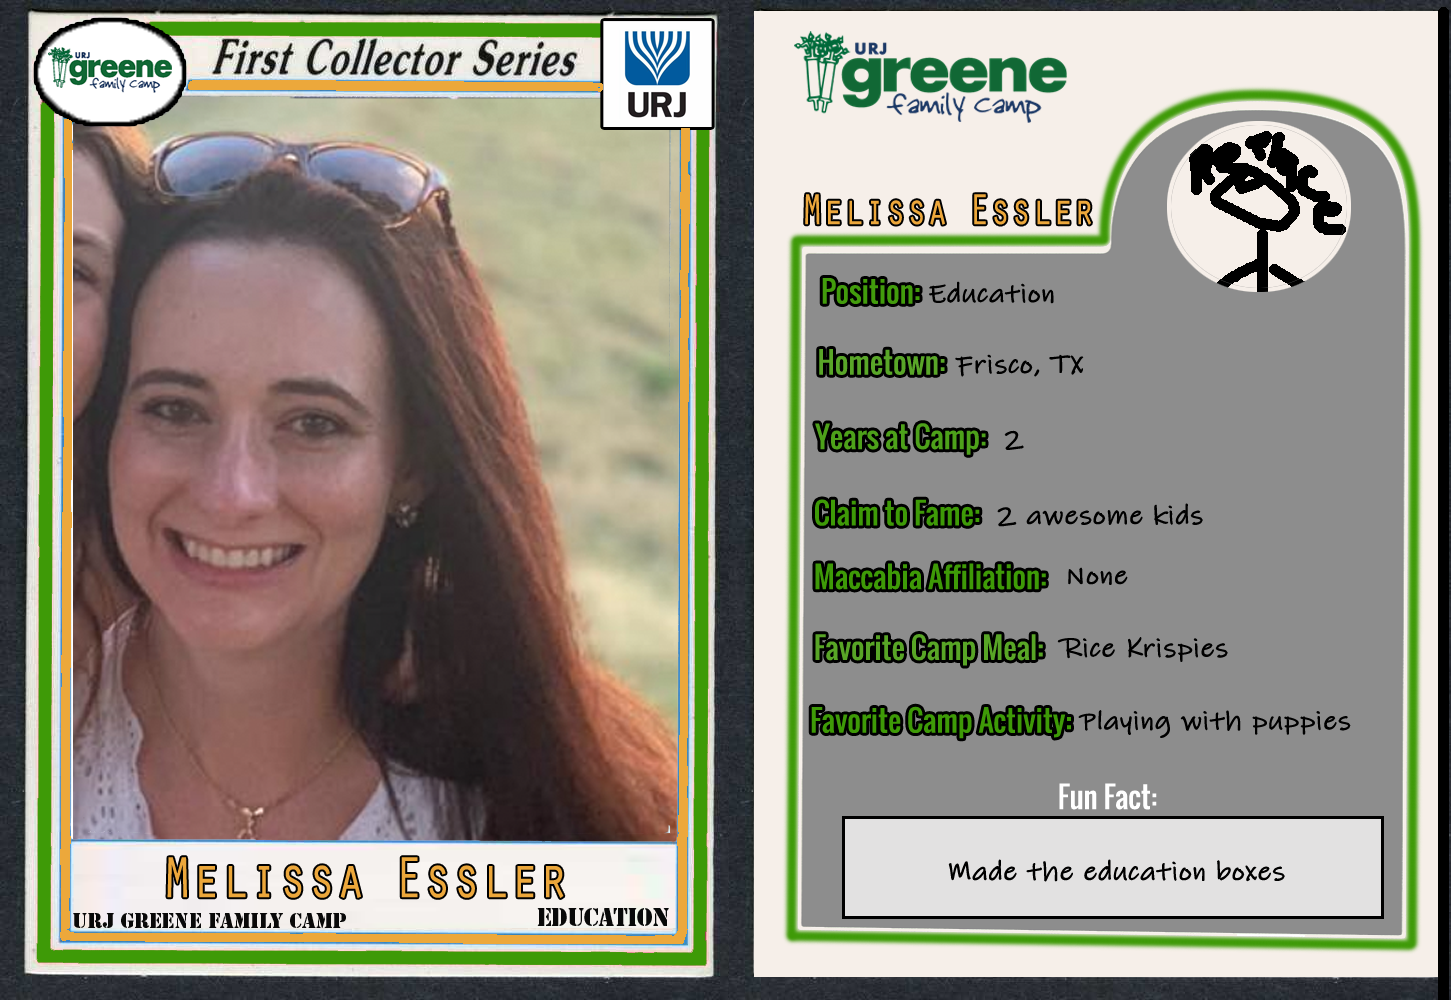 URJ
greene
family camp
First Collector Series
URJ
MELISSA ESSLER
URJ GREENE FAMILY CAMP
EDUCATION
URJ
greene
family camp
MELISSA ESSLER
Position: Education
Hometown: Frisco, TX
Years at Camp: 2
Claim to Fame: 2 awesome kids
Maccabia Affiliation: None
Favorite Camp Meal: Rice Krispies
Favorite Camp Activity: Playing with puppies
Fun Fact:
Made the education boxes